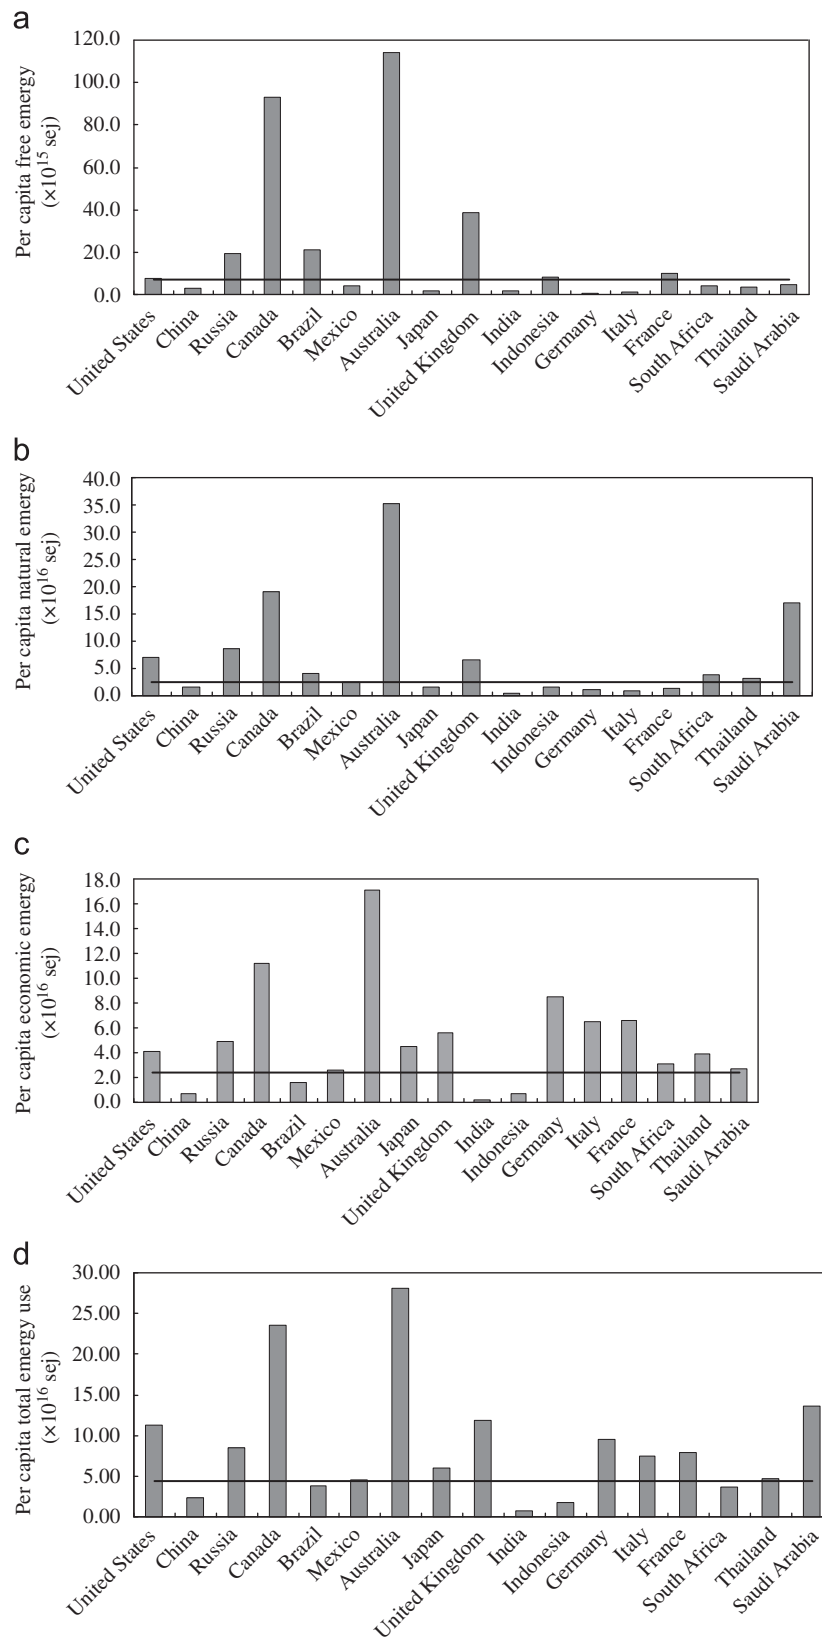 a
Per capita free emergy
(×10¹⁵ sej)
120.0
100.0
80.0
60.0
40.0
20.0
0.0
United States
China
Russia
Canada
Brazil
Mexico
Australia
Japan
United Kingdom
India
Indonesia
Germany
Italy
France
South Africa
Thailand
Saudi Arabia
b
Per capita natural emergy
(×10¹⁶ sej)
40.0
35.0
30.0
25.0
20.0
15.0
10.0
5.0
0.0
United States
China
Russia
Canada
Brazil
Mexico
Australia
Japan
United Kingdom
India
Indonesia
Germany
Italy
France
South Africa
Thailand
Saudi Arabia
c
Per capita economic emergy
(×10¹⁶ sej)
18.0
16.0
14.0
12.0
10.0
8.0
6.0
4.0
2.0
0.0
United States
China
Russia
Canada
Brazil
Mexico
Australia
Japan
United Kingdom
India
Indonesia
Germany
Italy
France
South Africa
Thailand
Saudi Arabia
d
Per capita total emergy use
(×10¹⁶ sej)
30.00
25.00
20.00
15.00
10.00
5.00
0.00
United States
China
Russia
Canada
Brazil
Mexico
Australia
Japan
United Kingdom
India
Indonesia
Germany
Italy
France
South Africa
Thailand
Saudi Arabia